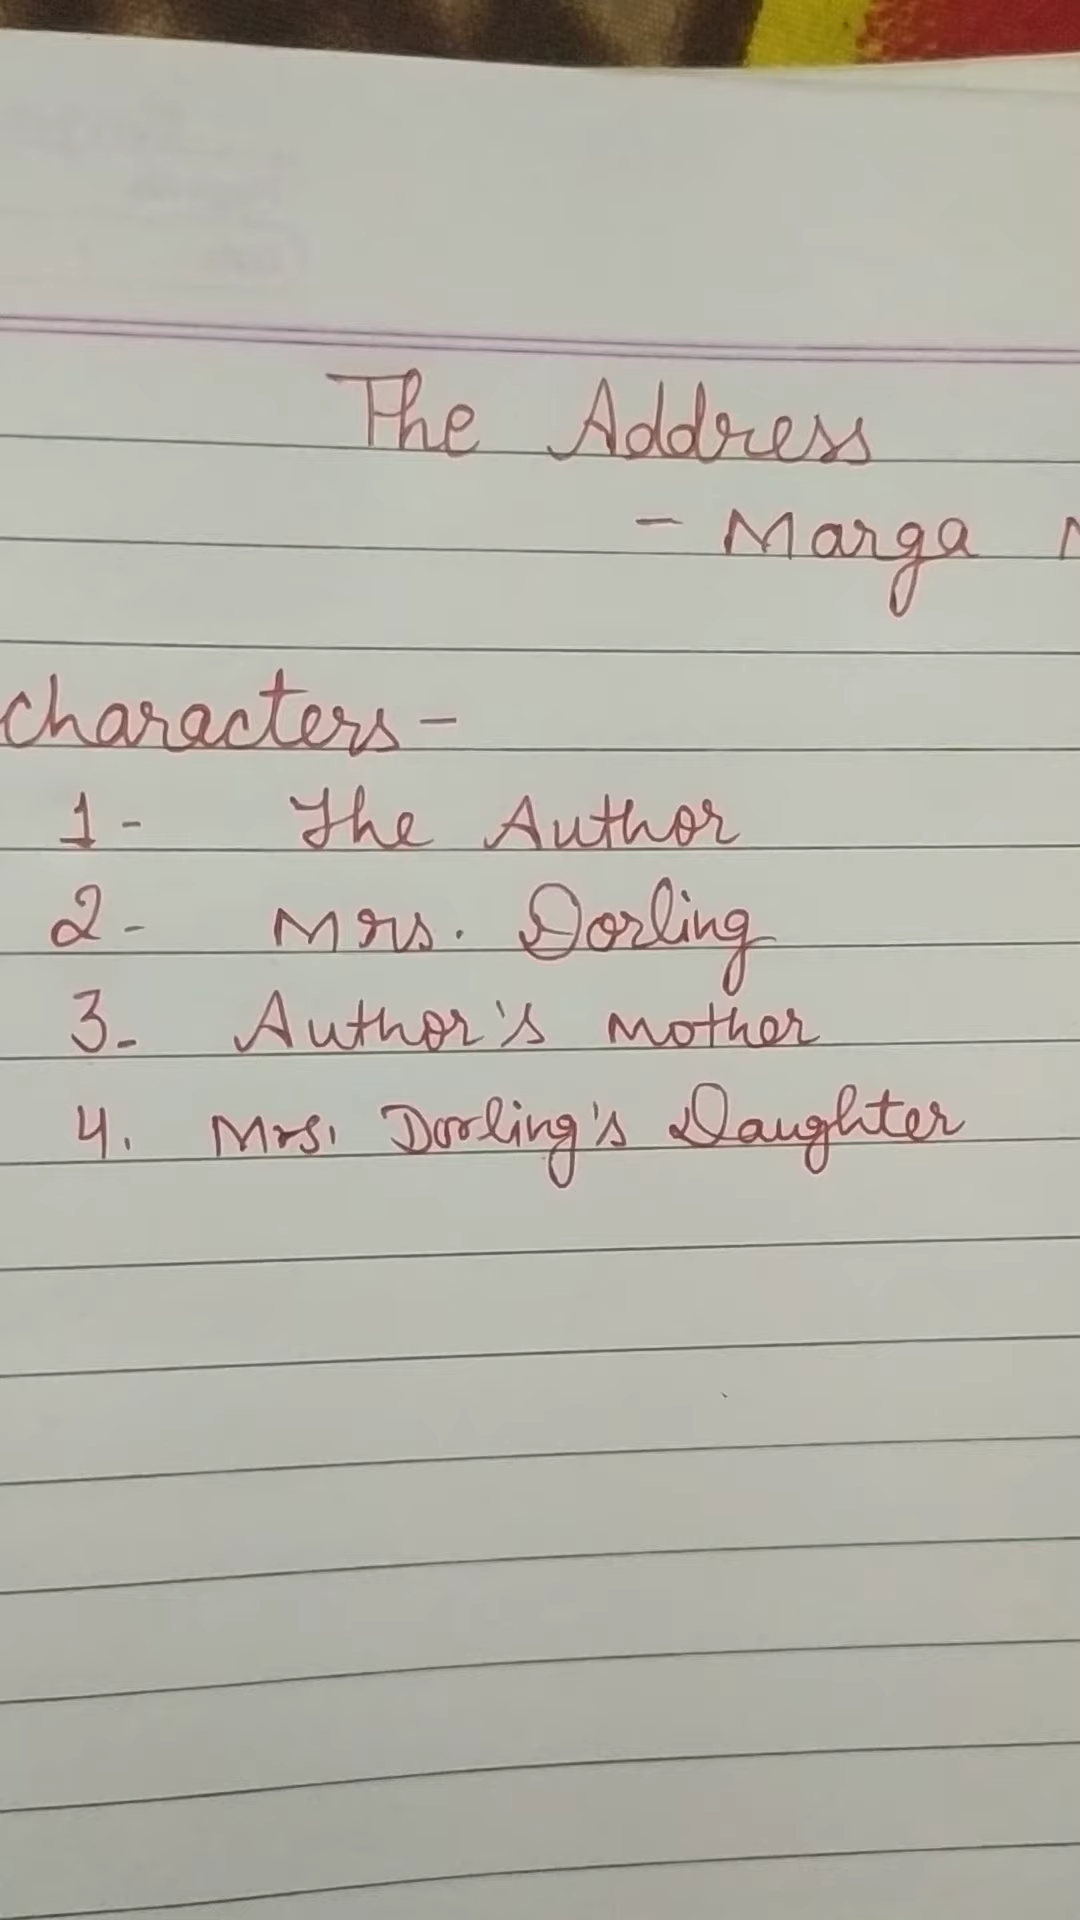 The Address
- Marga
characters -
1- The Author
2- Mrs. Dorling
3- Author's Mother
4. Mrs. Dorling's Daughter